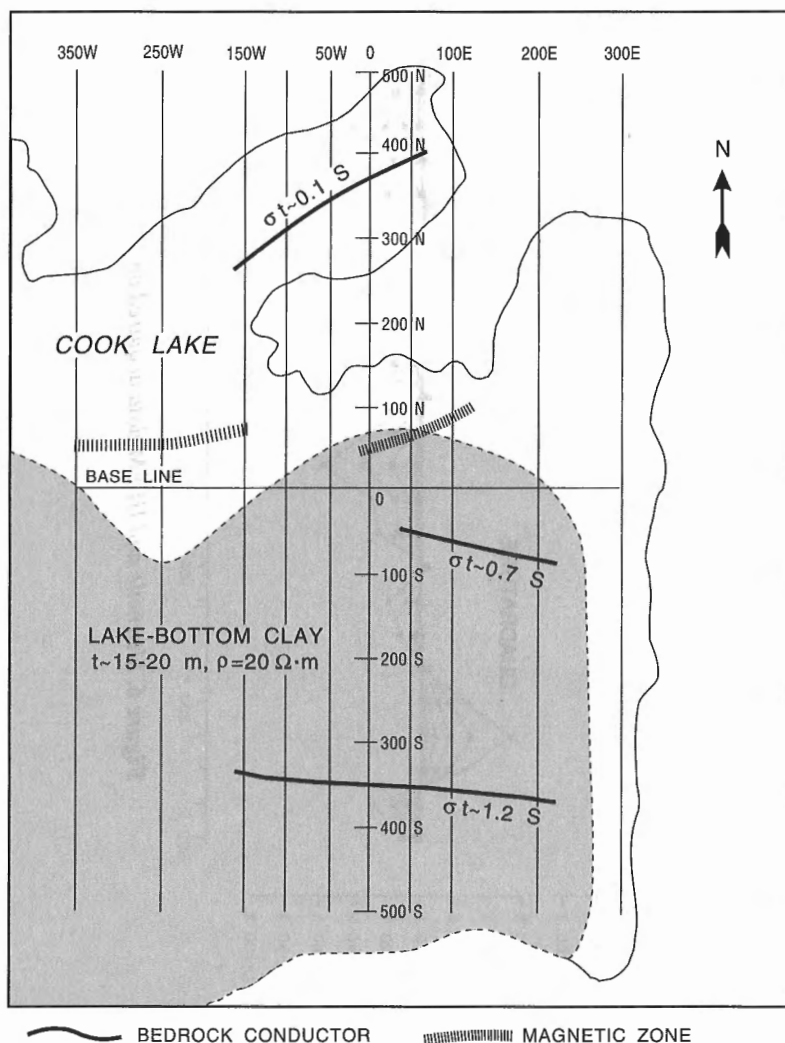 350W 250W 150W 50W 0 100E 200E 300E
500 N
N
400 N
σt~0.1 S
300 N
200 N
COOK LAKE
100 N
BASE LINE
0
σt~0.7 S
100 S
LAKE-BOTTOM CLAY
t~15-20 m, ρ=20 Ω·m
200 S
300 S
σt~1.2 S
400 S
500 S
BEDROCK CONDUCTOR MAGNETIC ZONE